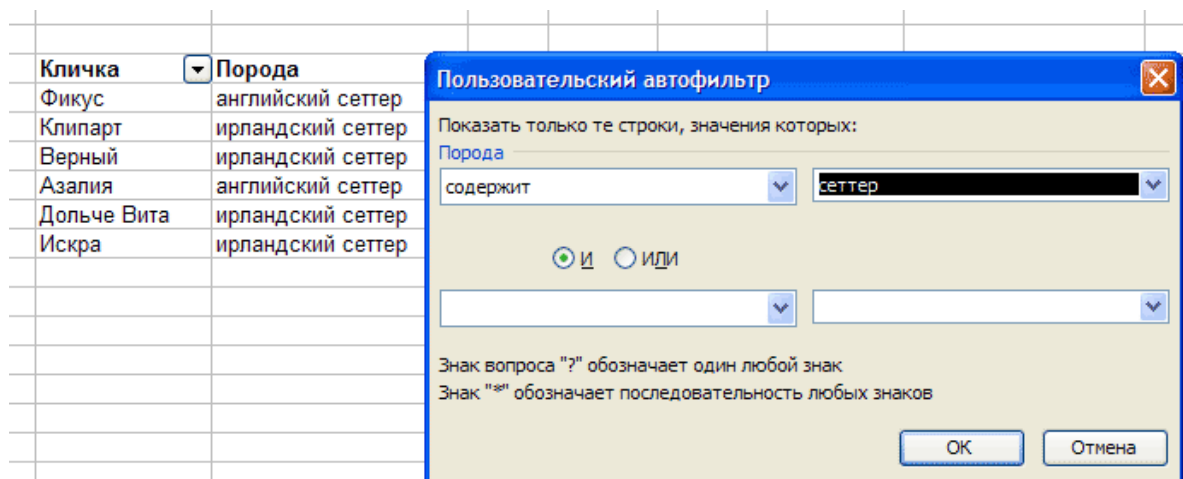 Кличка Порода
Фикус английский сеттер
Клипарт ирландский сеттер
Верный ирландский сеттер
Азалия английский сеттер
Дольче Вита ирландский сеттер
Искра ирландский сеттер
Пользовательский автофильтр
Показать только те строки, значения которых:
Порода
содержит сеттер
И ИЛИ
Знак вопроса "?" обозначает один любой знак
Знак "*" обозначает последовательность любых знаков
ОК Отмена